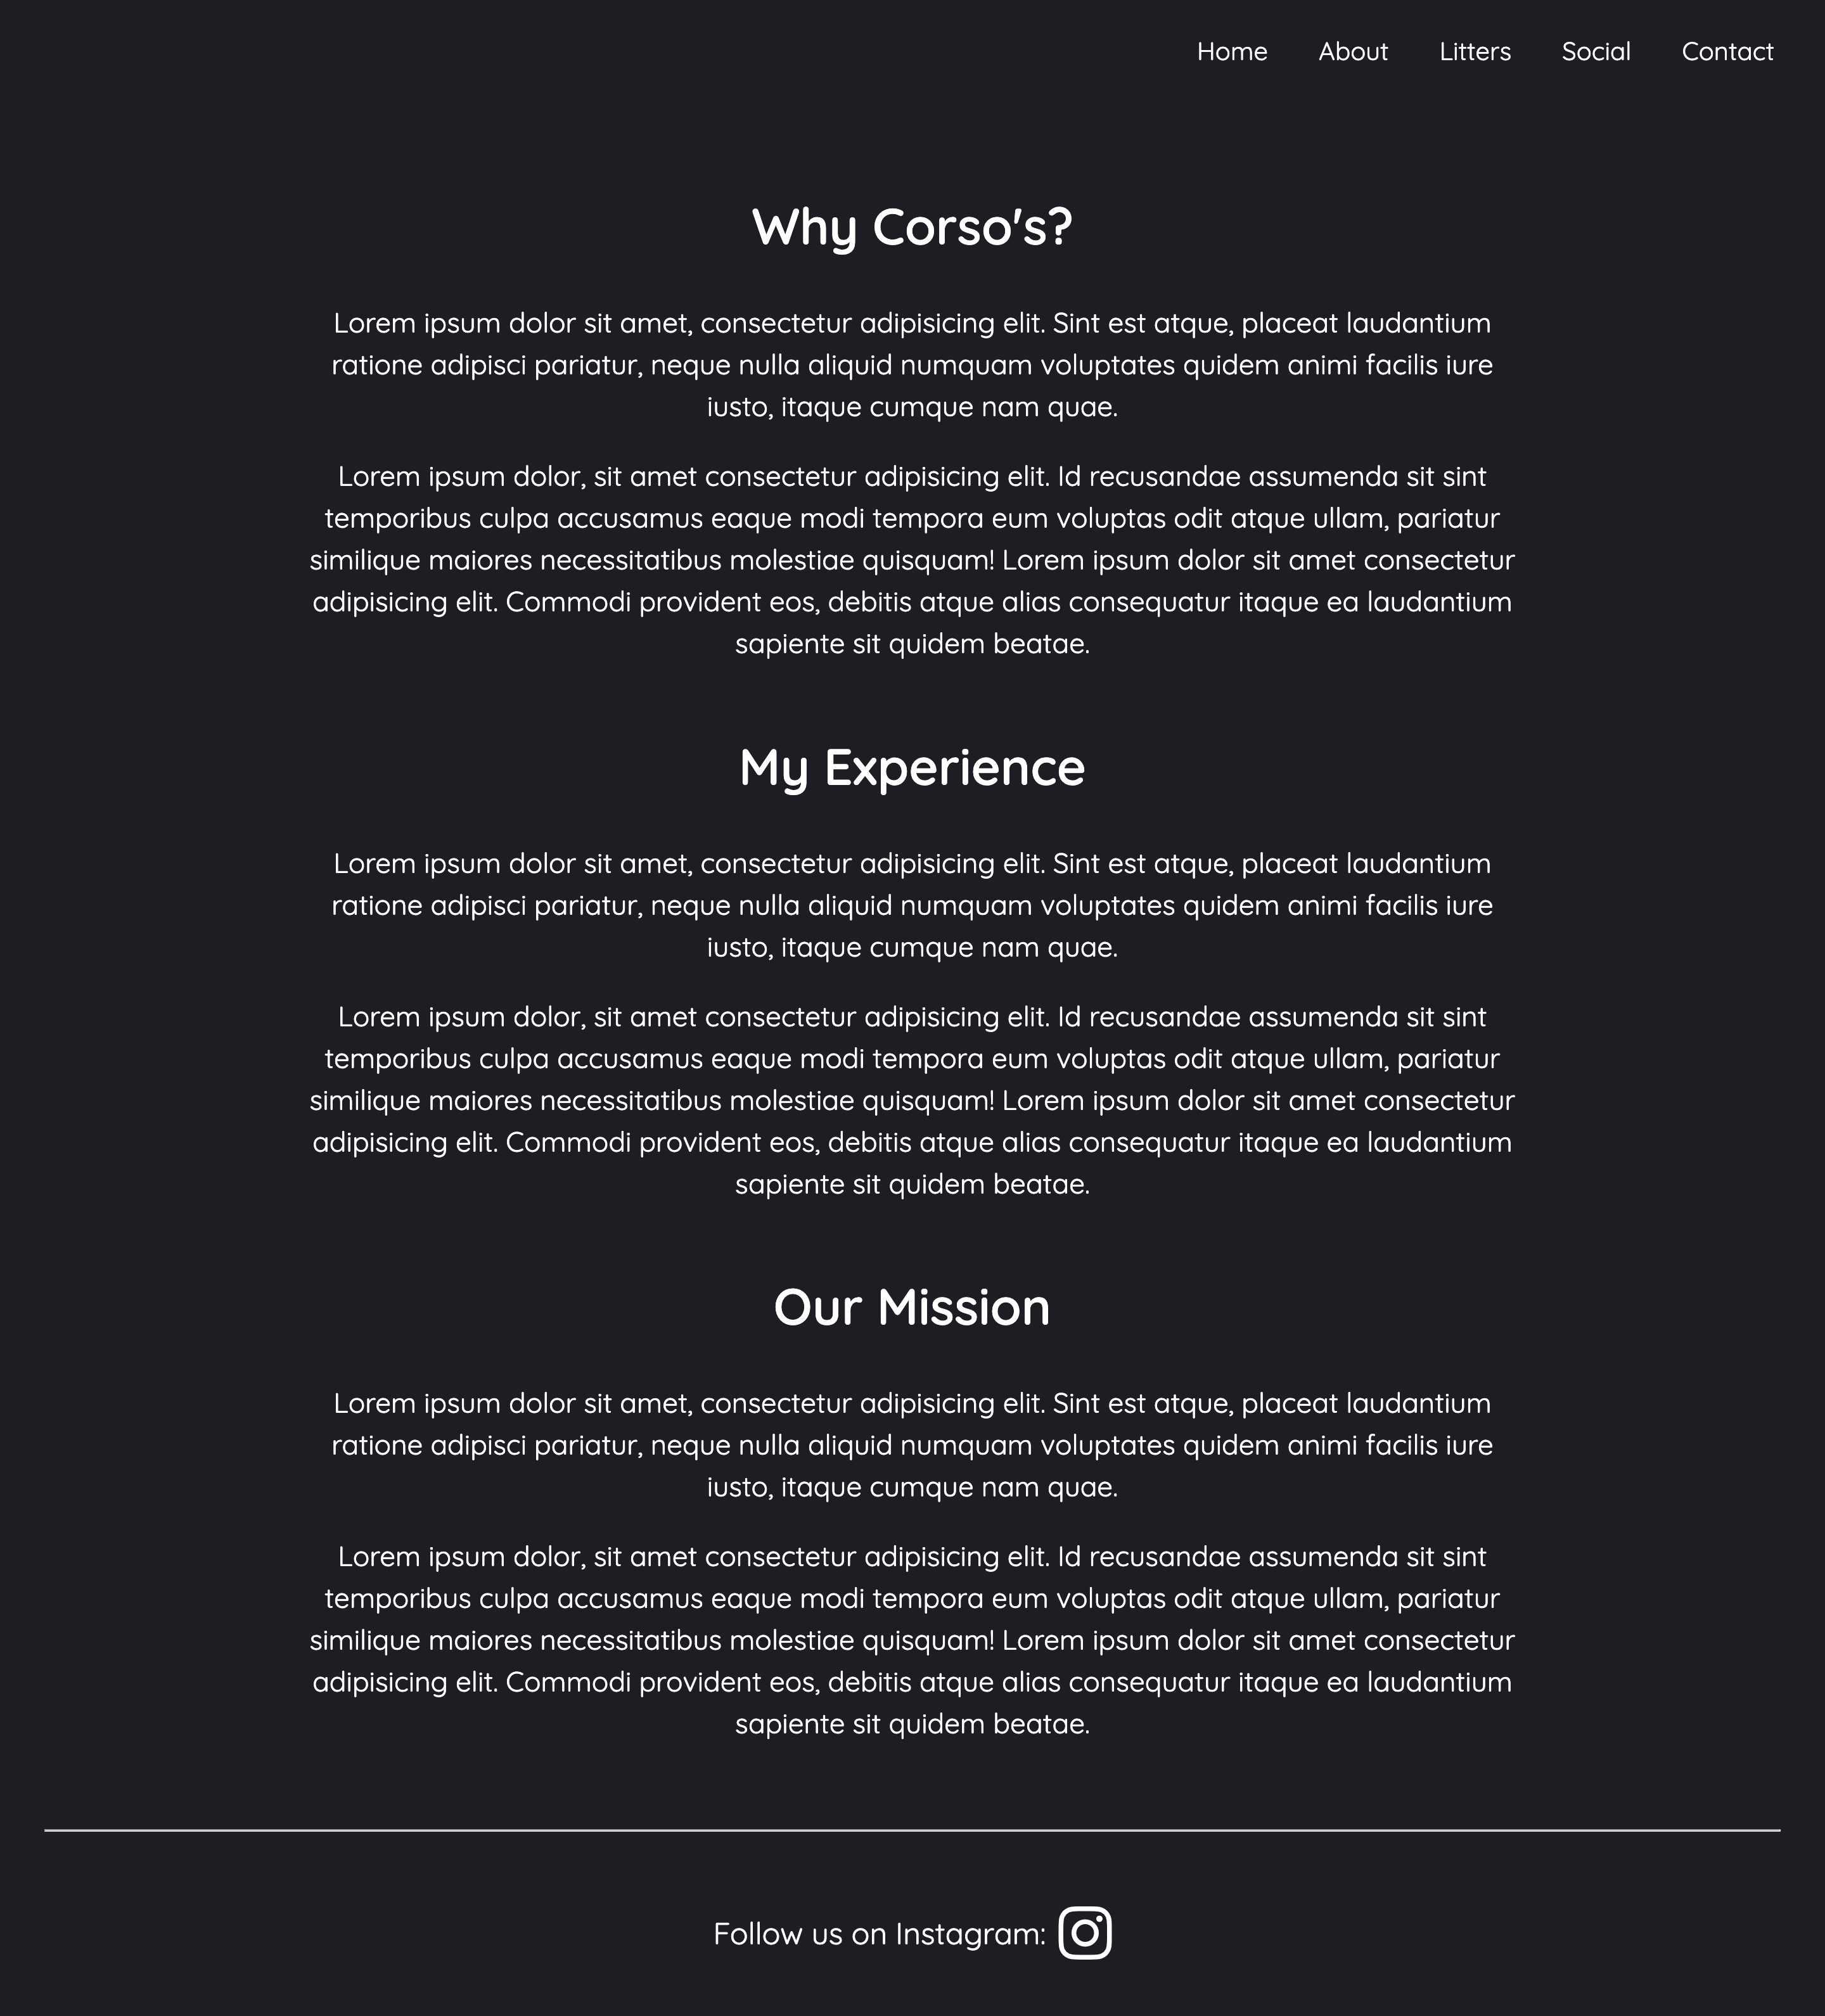 Home About Litters Social Contact
Why Corso's?
Lorem ipsum dolor sit amet, consectetur adipisicing elit. Sint est atque, placeat laudantium
ratione adipisci pariatur, neque nulla aliquid numquam voluptates quidem animi facilis iure
iusto, itaque cumque nam quae.
Lorem ipsum dolor, sit amet consectetur adipisicing elit. Id recusandae assumenda sit sint
temporibus culpa accusamus eaque modi tempora eum voluptas odit atque ullam, pariatur
similique maiores necessitatibus molestiae quisquam! Lorem ipsum dolor sit amet consectetur
adipisicing elit. Commodi provident eos, debitis atque alias consequatur itaque ea laudantium
sapiente sit quidem beatae.
My Experience
Lorem ipsum dolor sit amet, consectetur adipisicing elit. Sint est atque, placeat laudantium
ratione adipisci pariatur, neque nulla aliquid numquam voluptates quidem animi facilis iure
iusto, itaque cumque nam quae.
Lorem ipsum dolor, sit amet consectetur adipisicing elit. Id recusandae assumenda sit sint
temporibus culpa accusamus eaque modi tempora eum voluptas odit atque ullam, pariatur
similique maiores necessitatibus molestiae quisquam! Lorem ipsum dolor sit amet consectetur
adipisicing elit. Commodi provident eos, debitis atque alias consequatur itaque ea laudantium
sapiente sit quidem beatae.
Our Mission
Lorem ipsum dolor sit amet, consectetur adipisicing elit. Sint est atque, placeat laudantium
ratione adipisci pariatur, neque nulla aliquid numquam voluptates quidem animi facilis iure
iusto, itaque cumque nam quae.
Lorem ipsum dolor, sit amet consectetur adipisicing elit. Id recusandae assumenda sit sint
temporibus culpa accusamus eaque modi tempora eum voluptas odit atque ullam, pariatur
similique maiores necessitatibus molestiae quisquam! Lorem ipsum dolor sit amet consectetur
adipisicing elit. Commodi provident eos, debitis atque alias consequatur itaque ea laudantium
sapiente sit quidem beatae.
Follow us on Instagram: